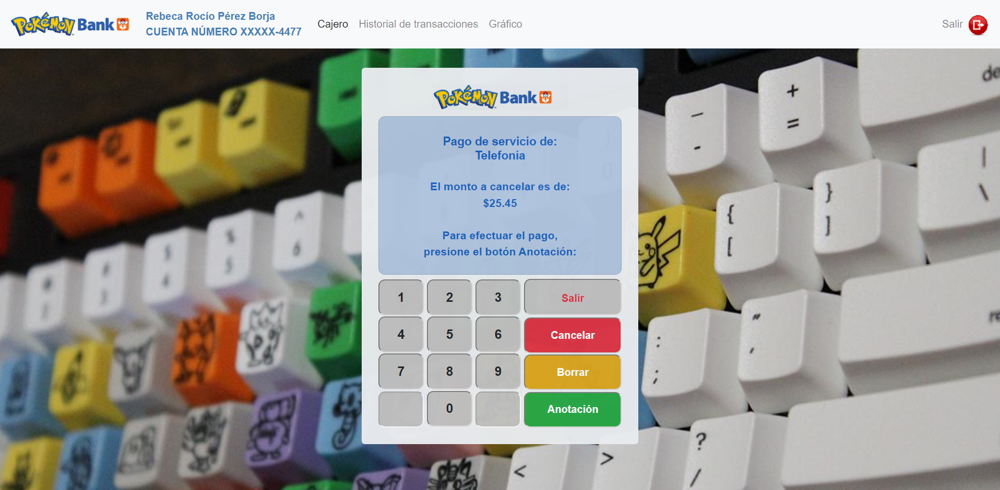 Pokémon Bank
Rebeca Rocío Pérez Borja
CUENTA NÚMERO XXXXX-4477
Cajero
Historial de transacciones
Gráfico
Salir
Pokémon Bank
Pago de servicio de:
Telefonía
El monto a cancelar es de:
$25.45
Para efectuar el pago,
presione el botón Anotación:
1 2 3 Salir
4 5 6 Cancelar
7 8 9 Borrar
0 Anotación
+
=
{
[
}
]
|
\
:
;
"
?
/
<
>